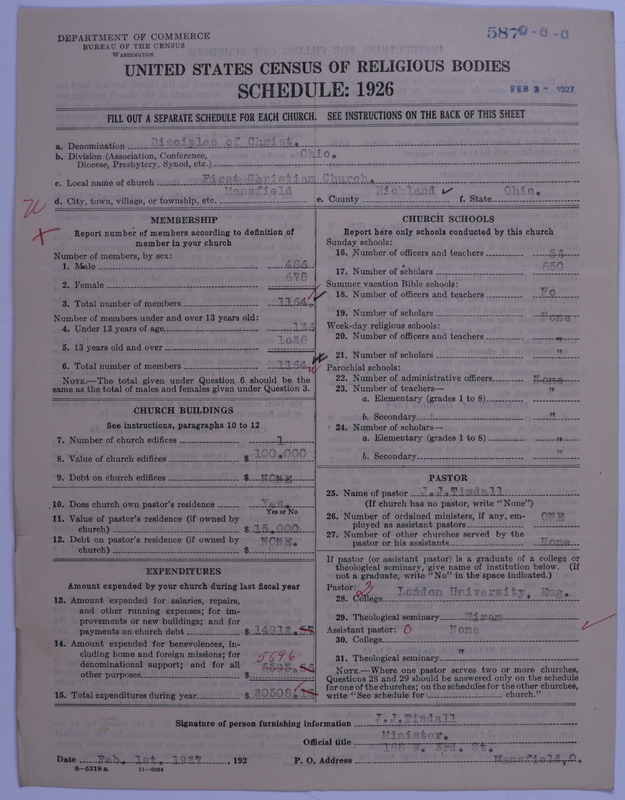 DEPARTMENT OF COMMERCE
BUREAU OF THE CENSUS
WASHINGTON
5870-6-6
UNITED STATES CENSUS OF RELIGIOUS BODIES
SCHEDULE: 1926
FEB 3 - 1927
FILL OUT A SEPARATE SCHEDULE FOR EACH CHURCH. SEE INSTRUCTIONS ON THE BACK OF THIS SHEET
a. Denomination Disciples of Christ.
b. Division (Association, Conference, Diocese, Presbytery, Synod, etc.) Ohio.
c. Local name of church First Christian Church.
d. City, town, village, or township, etc. Mansfield e. County Richland f. State Ohio.
MEMBERSHIP
Report number of members according to definition of
member in your church
Number of members, by sex:
1. Male 486
2. Female 678
3. Total number of members 1164
Number of members under and over 13 years old:
4. Under 13 years of age 136
5. 13 years old and over 1028
6. Total number of members 1164
NOTE.—The total given under Question 6 should be the
same as the total of males and females given under Question 3.
CHURCH BUILDINGS
See instructions, paragraphs 10 to 12
7. Number of church edifices 1
8. Value of church edifices $ 100.000
9. Debt on church edifices $ NONE
10. Does church own pastor's residence Yes.
Yes or No
11. Value of pastor's residence (if owned by
church) $ 15.000
12. Debt on pastor's residence (if owned by
church) $ NONE.
EXPENDITURES
Amount expended by your church during last fiscal year
13. Amount expended for salaries, repairs,
and other running expenses; for im-
provements or new buildings; and for
payments on church debt $ 14912.
14. Amount expended for benevolences, in-
cluding home and foreign missions; for
denominational support; and for all
other purposes $ 5596
15. Total expenditures during year $ 20508.
CHURCH SCHOOLS
Report here only schools conducted by this church
Sunday schools:
16. Number of officers and teachers 56
17. Number of scholars 850
Summer vacation Bible schools:
18. Number of officers and teachers No
19. Number of scholars None
Week-day religious schools:
20. Number of officers and teachers "
21. Number of scholars "
Parochial schools:
22. Number of administrative officers None
23. Number of teachers— "
a. Elementary (grades 1 to 8)
b. Secondary "
24. Number of scholars—
a. Elementary (grades 1 to 8) "
b. Secondary "
PASTOR
25. Name of pastor J.J.Tisdall
(If church has no pastor, write "None")
26. Number of ordained ministers, if any, em-
ployed as assistant pastors ONE
27. Number of other churches served by the
pastor or his assistants None
If pastor (or assistant pastor) is a graduate of a college or
theological seminary, give name of institution below. (If
not a graduate, write "No" in the space indicated.)
Pastor: 2
28. College London University, Eng.
29. Theological seminary Hiram
Assistant pastor: 0 None
30. College
31. Theological seminary "
NOTE.—Where one pastor serves two or more churches,
Questions 28 and 29 should be answered only on the schedule
for one of the churches; on the schedules for the other churches,
write "See schedule for church."
Signature of person furnishing information J.J.Tisdall
Official title Minister.
Date Feb. 1st. 1927, 192 P. O. Address W. 3rd. St. Mansfield,O.
8-5318 a 11-9054